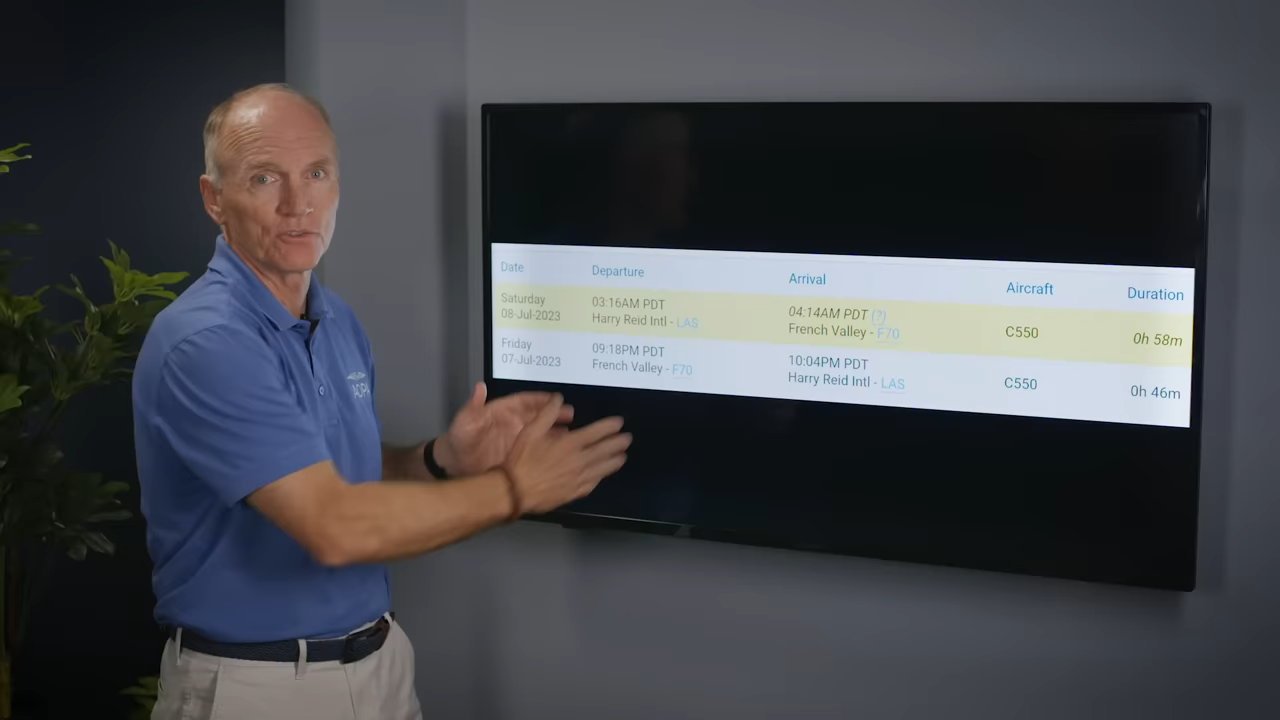 Date Departure Arrival Aircraft Duration
Saturday 03:16AM PDT 04:14AM PDT (?)
08-Jul-2023 Harry Reid Intl - LAS French Valley - F70 C550 0h 58m
Friday 09:18PM PDT 10:04PM PDT
07-Jul-2023 French Valley - F70 Harry Reid Intl - LAS C550 0h 46m
AOPA